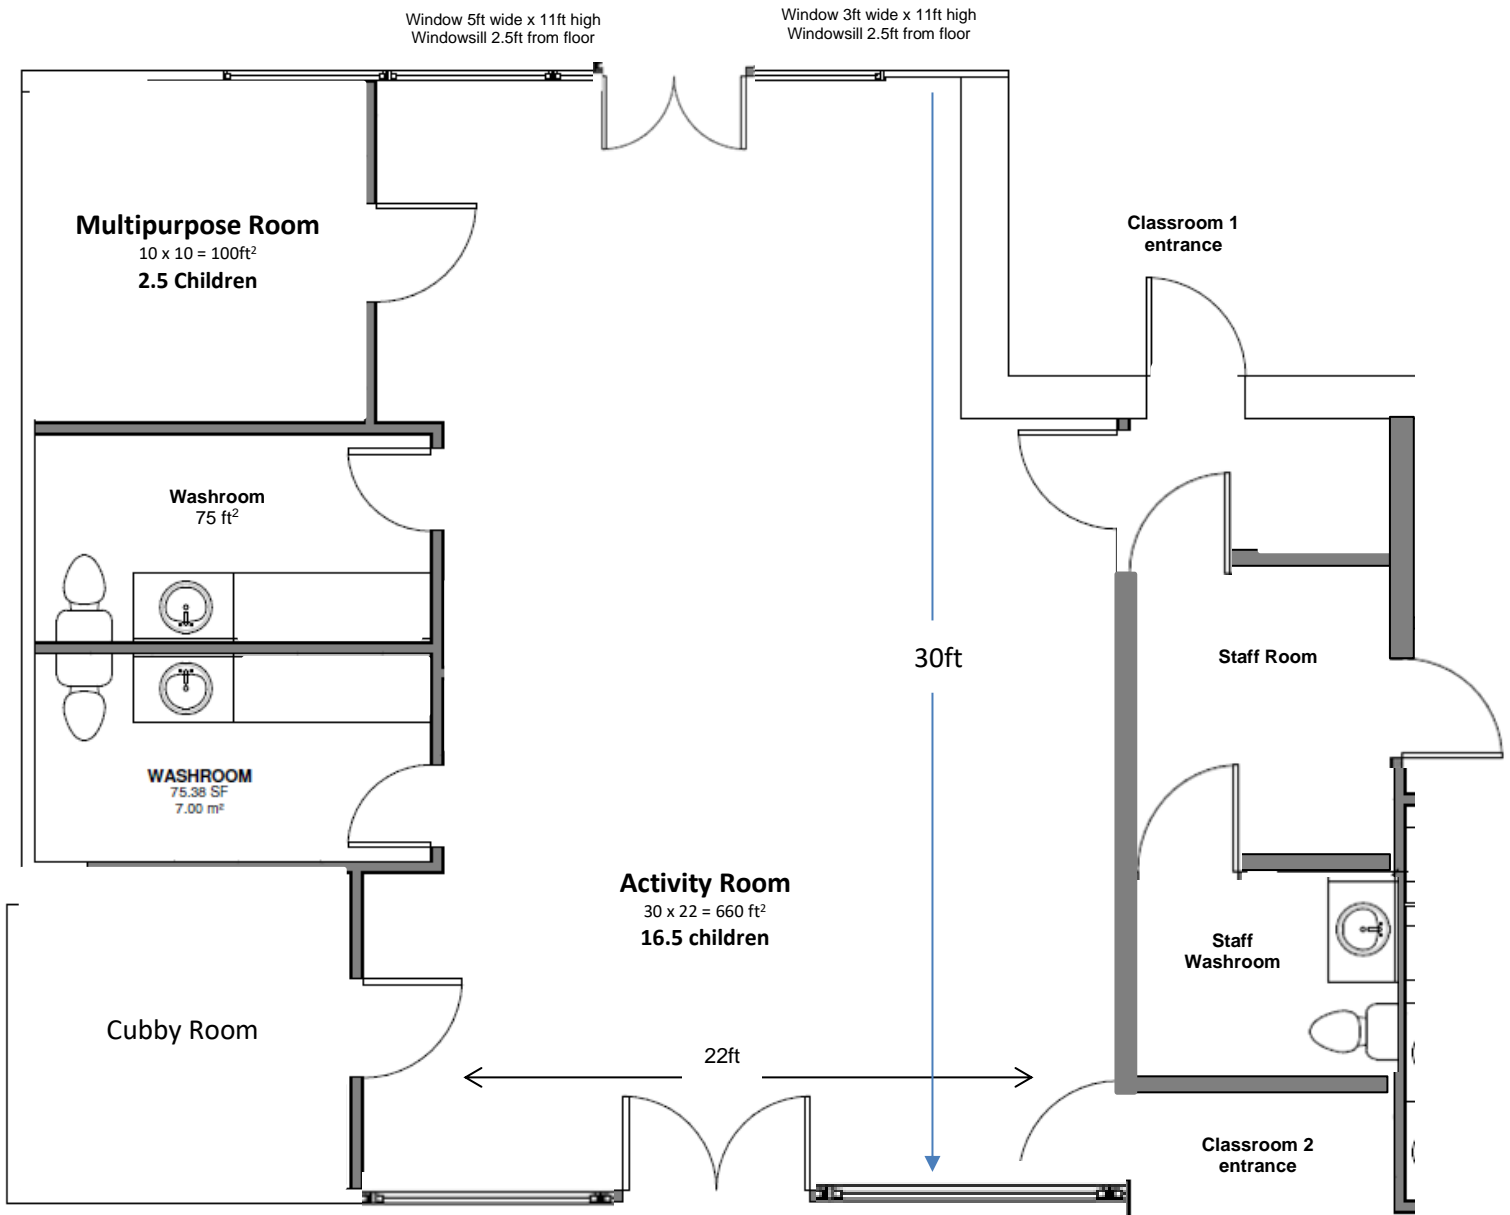 Window 5ft wide x 11ft high
Windowsill 2.5ft from floor
Window 3ft wide x 11ft high
Windowsill 2.5ft from floor
Multipurpose Room
10 x 10 = 100ft²
2.5 Children
Classroom 1
entrance
Washroom
75 ft²
30ft
Staff Room
WASHROOM
75.38 SF
7.00 m²
Activity Room
30 x 22 = 660 ft²
16.5 children
Staff
Washroom
Cubby Room
22ft
Classroom 2
entrance